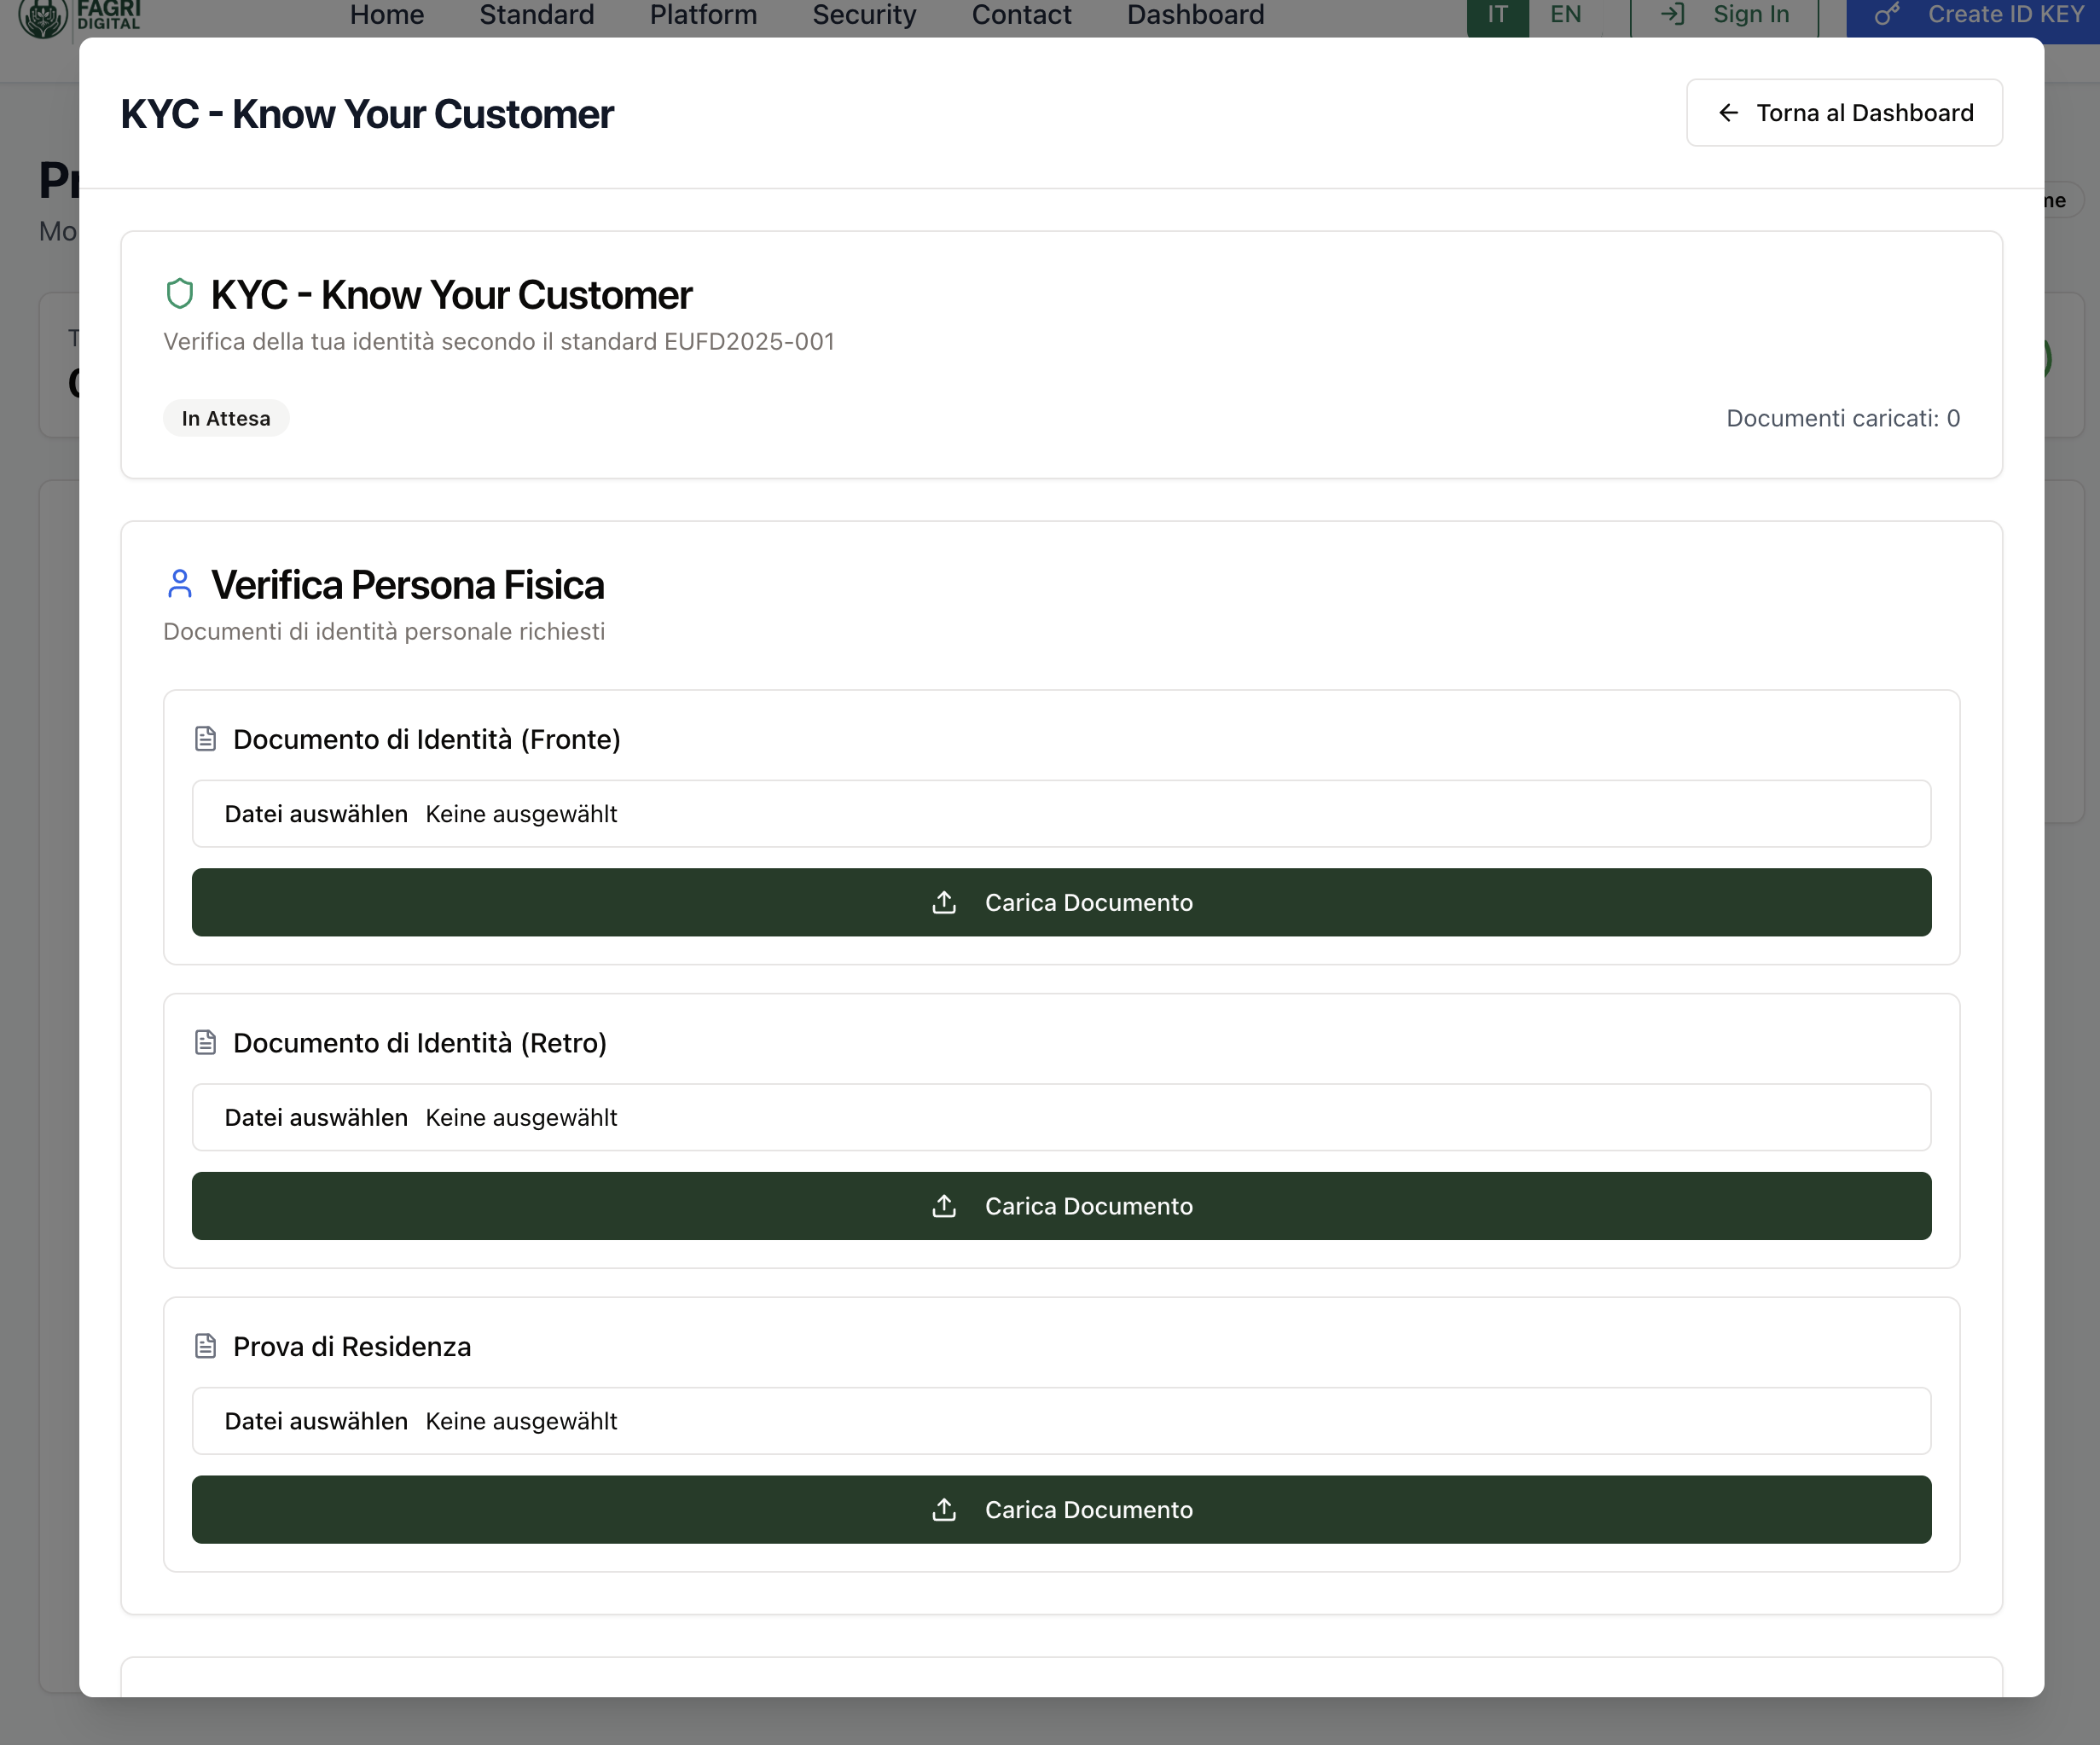 FAGRI
DIGITAL
Home Standard Platform Security Contact Dashboard IT EN Sign In Create ID KEY
KYC - Know Your Customer
Torna al Dashboard
KYC - Know Your Customer
Verifica della tua identità secondo il standard EUFD2025-001
In Attesa
Documenti caricati: 0
Verifica Persona Fisica
Documenti di identità personale richiesti
Documento di Identità (Fronte)
Datei auswählen Keine ausgewählt
Carica Documento
Documento di Identità (Retro)
Datei auswählen Keine ausgewählt
Carica Documento
Prova di Residenza
Datei auswählen Keine ausgewählt
Carica Documento